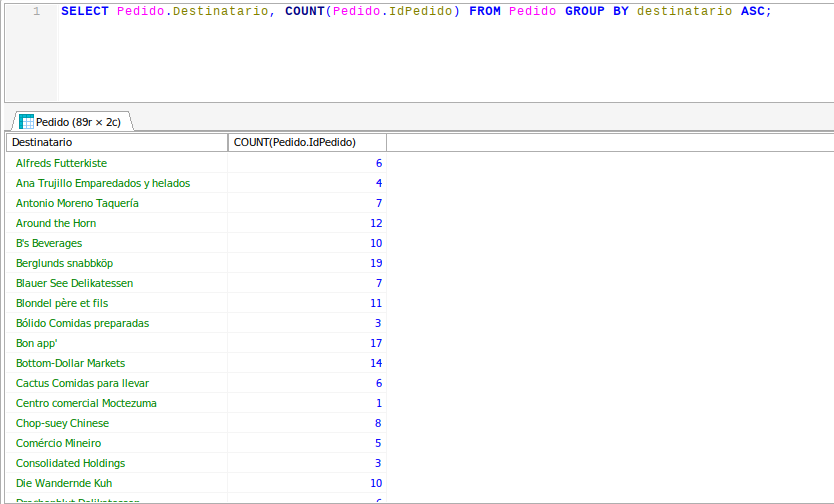 1 SELECT Pedido.Destinatario, COUNT(Pedido.IdPedido) FROM Pedido GROUP BY destinatario ASC;
Pedido (89r × 2c)
Destinatario COUNT(Pedido.IdPedido)
Alfreds Futterkiste 6
Ana Trujillo Emparedados y helados 4
Antonio Moreno Taquería 7
Around the Horn 12
B's Beverages 10
Berglunds snabbköp 19
Blauer See Delikatessen 7
Blondel père et fils 11
Bólido Comidas preparadas 3
Bon app' 17
Bottom-Dollar Markets 14
Cactus Comidas para llevar 6
Centro comercial Moctezuma 1
Chop-suey Chinese 8
Comércio Mineiro 5
Consolidated Holdings 3
Die Wandernde Kuh 10